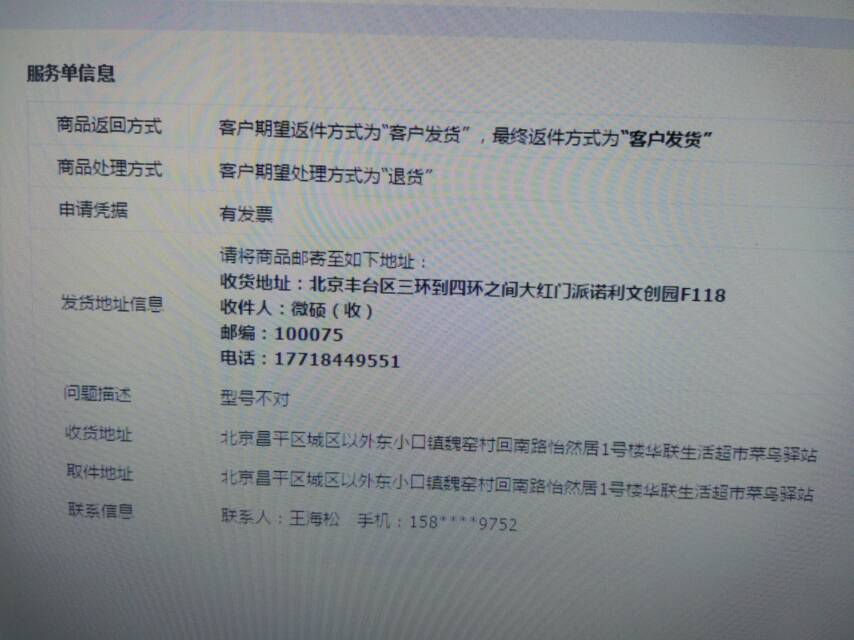 服务单信息
商品返回方式 客户期望返件方式为“客户发货”，最终返件方式为“客户发货”
商品处理方式 客户期望处理方式为“退货”
申请凭据 有发票
请将商品邮寄至如下地址：
收货地址：北京丰台区三环到四环之间大红门派诺利文创园F118
发货地址信息 收件人：微硕（收）
邮编：100075
电话：17718449551
问题描述 型号不对
收货地址 北京昌平区城区以外东小口镇魏窑村回南路怡然居1号楼华联生活超市菜鸟驿站
取件地址 北京昌平区城区以外东小口镇魏窑村回南路怡然居1号楼华联生活超市菜鸟驿站
联系信息 联系人：王海松 手机：158****9752